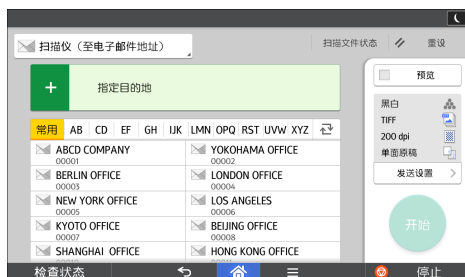 扫描仪（至电子邮件地址）
扫描文件状态
重设
+ 指定目的地
预览
常用 AB CD EF GH IJK LMN OPQ RST UVW XYZ
黑白
TIFF
200 dpi
单面原稿
发送设置
开始
ABCD COMPANY
00001
YOKOHAMA OFFICE
00002
BERLIN OFFICE
00003
LONDON OFFICE
00004
NEW YORK OFFICE
00005
LOS ANGELES
00006
KYOTO OFFICE
00007
BEIJING OFFICE
00008
SHANGHAI OFFICE
HONG KONG OFFICE
检查状态
停止